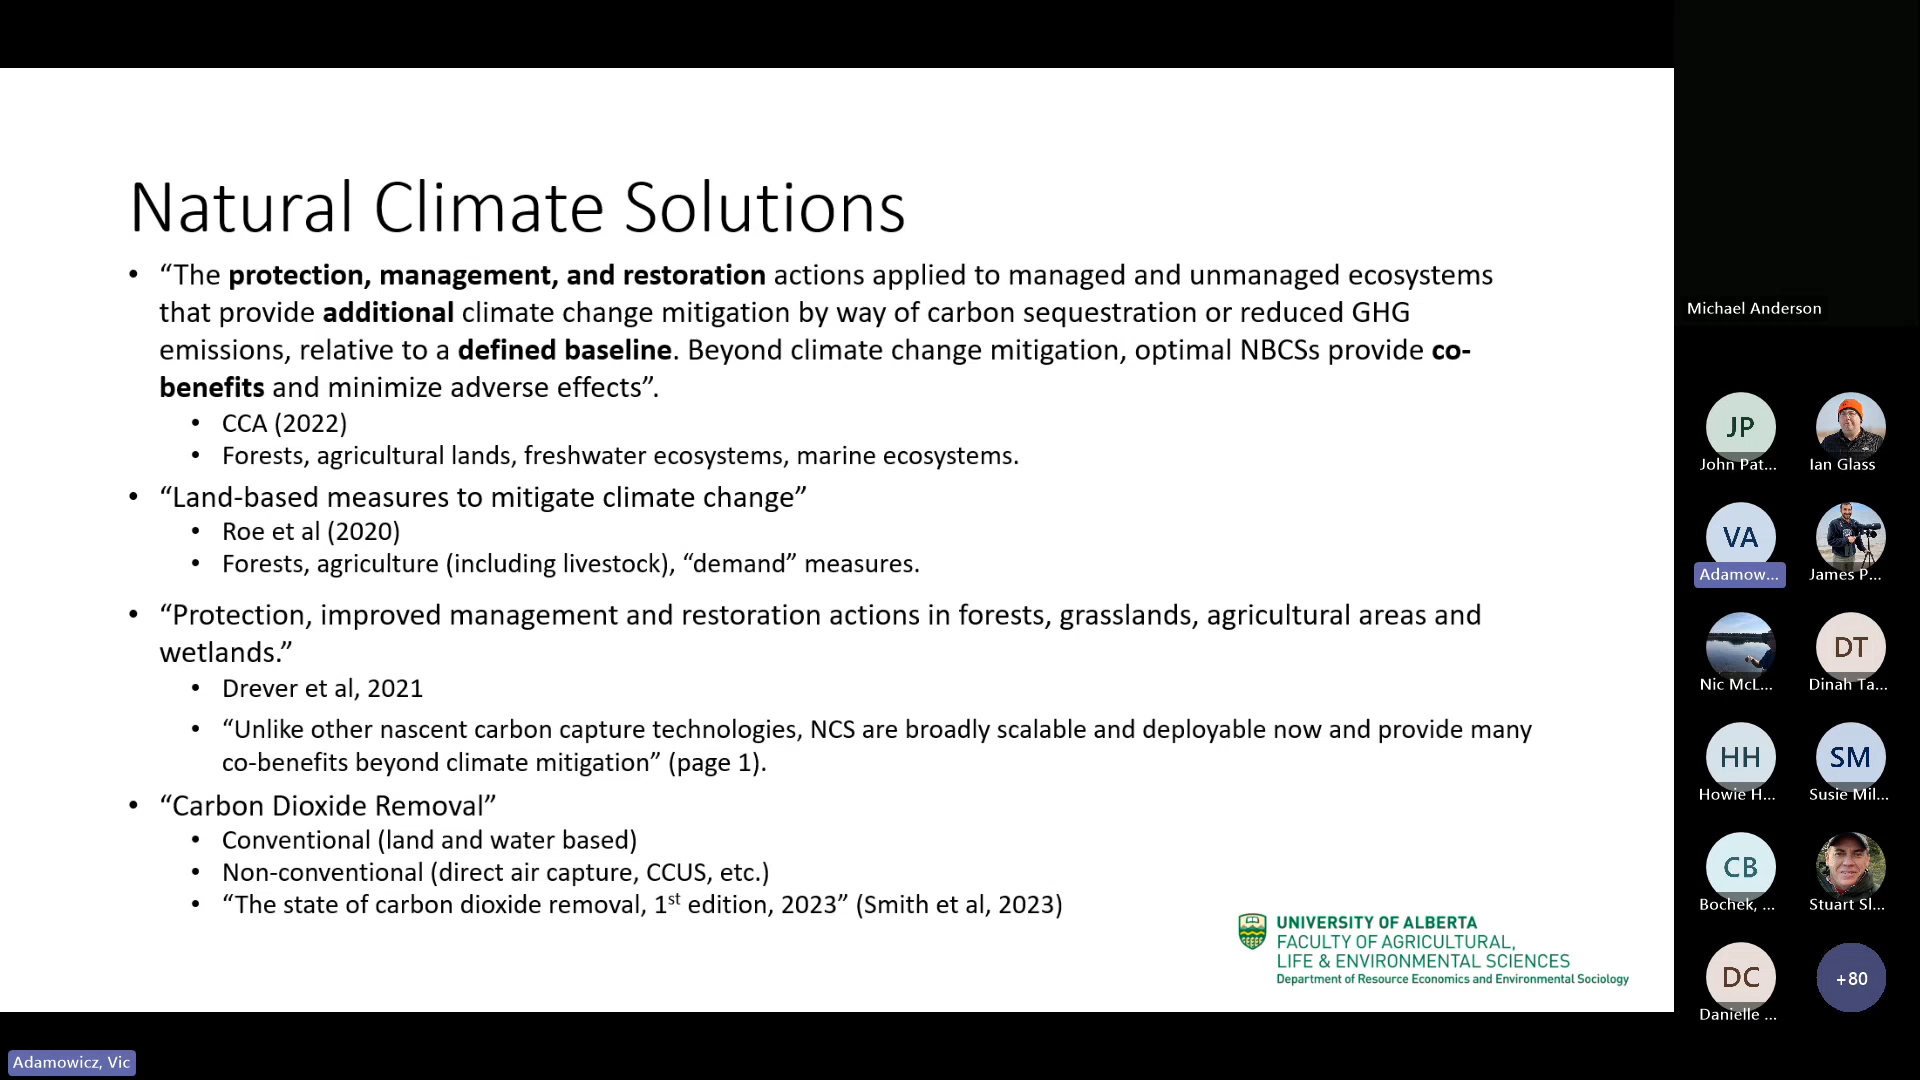 Natural Climate Solutions
• “The protection, management, and restoration actions applied to managed and unmanaged ecosystems
that provide additional climate change mitigation by way of carbon sequestration or reduced GHG
emissions, relative to a defined baseline. Beyond climate change mitigation, optimal NBCSs provide co-
benefits and minimize adverse effects”.
• CCA (2022)
• Forests, agricultural lands, freshwater ecosystems, marine ecosystems.
• “Land-based measures to mitigate climate change”
• Roe et al (2020)
• Forests, agriculture (including livestock), “demand” measures.
• “Protection, improved management and restoration actions in forests, grasslands, agricultural areas and
wetlands.”
• Drever et al, 2021
• “Unlike other nascent carbon capture technologies, NCS are broadly scalable and deployable now and provide many
co-benefits beyond climate mitigation” (page 1).
• “Carbon Dioxide Removal”
• Conventional (land and water based)
• Non-conventional (direct air capture, CCUS, etc.)
• “The state of carbon dioxide removal, 1st edition, 2023” (Smith et al, 2023)
UNIVERSITY OF ALBERTA
FACULTY OF AGRICULTURAL,
LIFE & ENVIRONMENTAL SCIENCES
Department of Resource Economics and Environmental Sociology
Adamowicz, Vic
Michael Anderson
JP
John Pat...
Ian Glass
VA
Adamow...
James P...
Nic McL...
DT
Dinah Ta...
HH
Howie H...
SM
Susie Mil...
CB
Bochek, ...
Stuart Sl...
DC
Danielle ...
+80